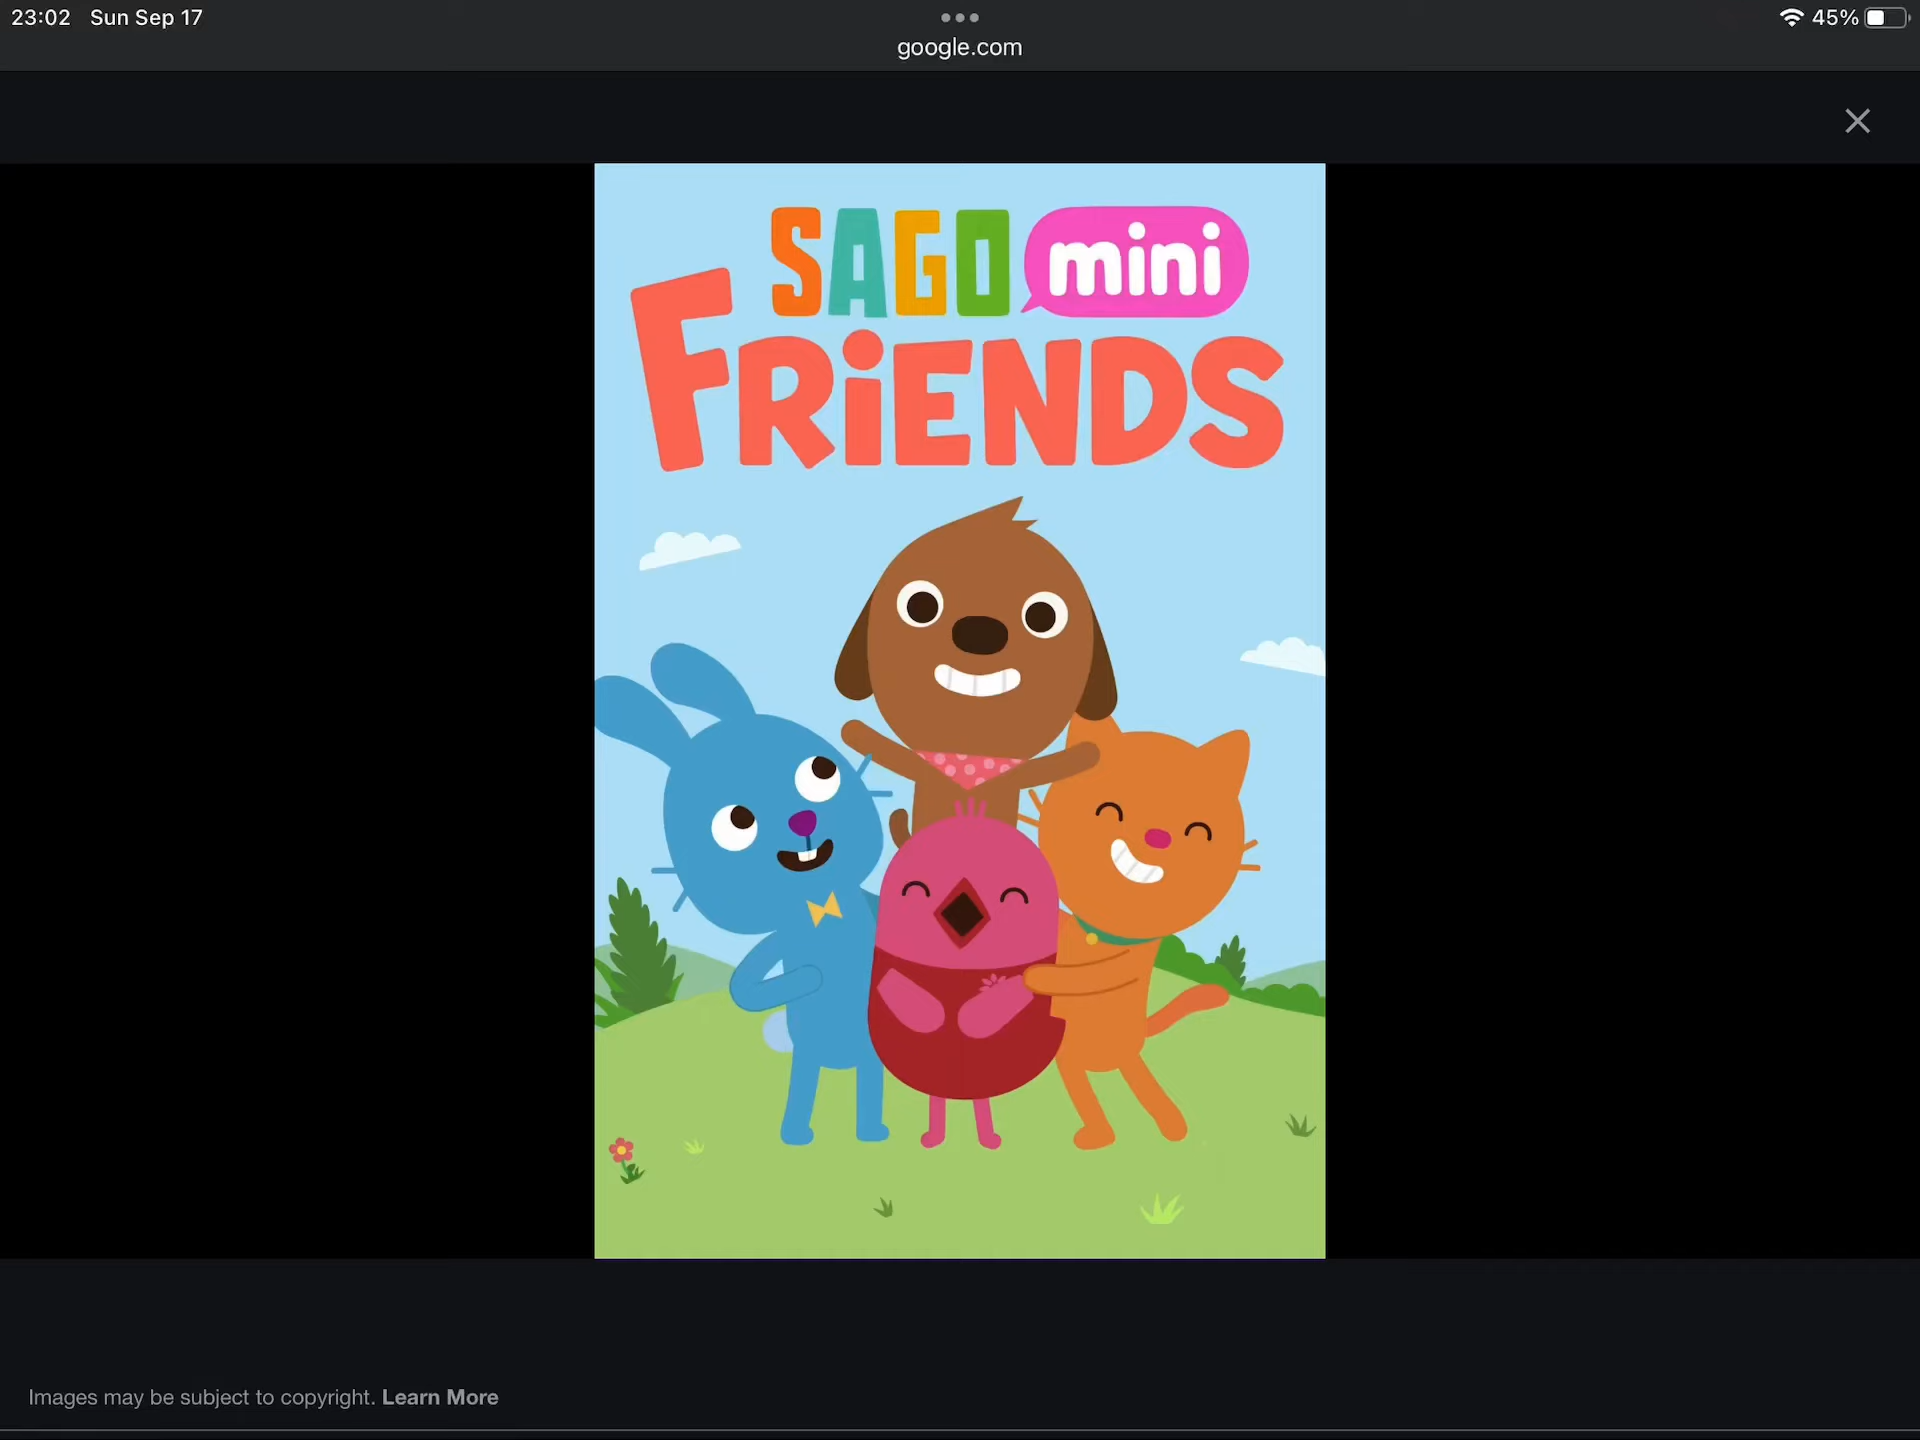 23:02 Sun Sep 17
45%
google.com
SAGO mini
FRiENDS
Images may be subject to copyright. Learn More